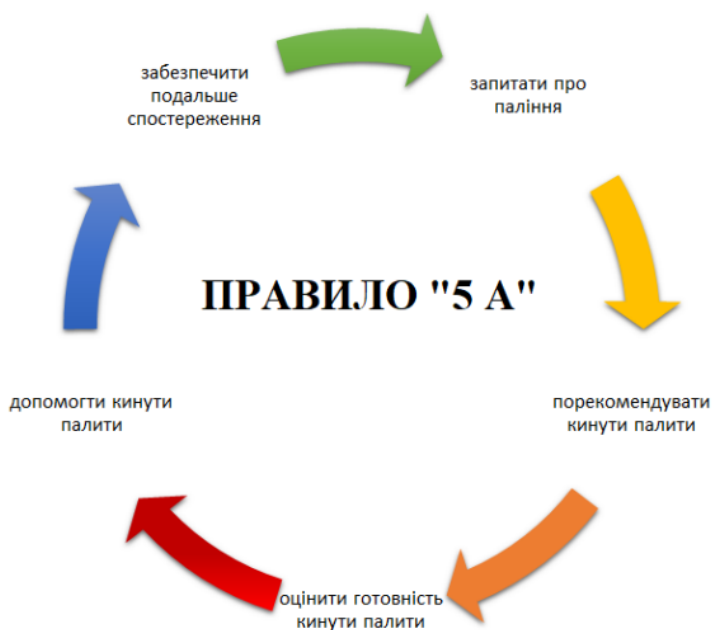 забезпечити
подальше
спостереження
запитати про
паління
ПРАВИЛО "5 А"
допомогти кинути
палити
порекомендувати
кинути палити
оцінити готовність
кинути палити